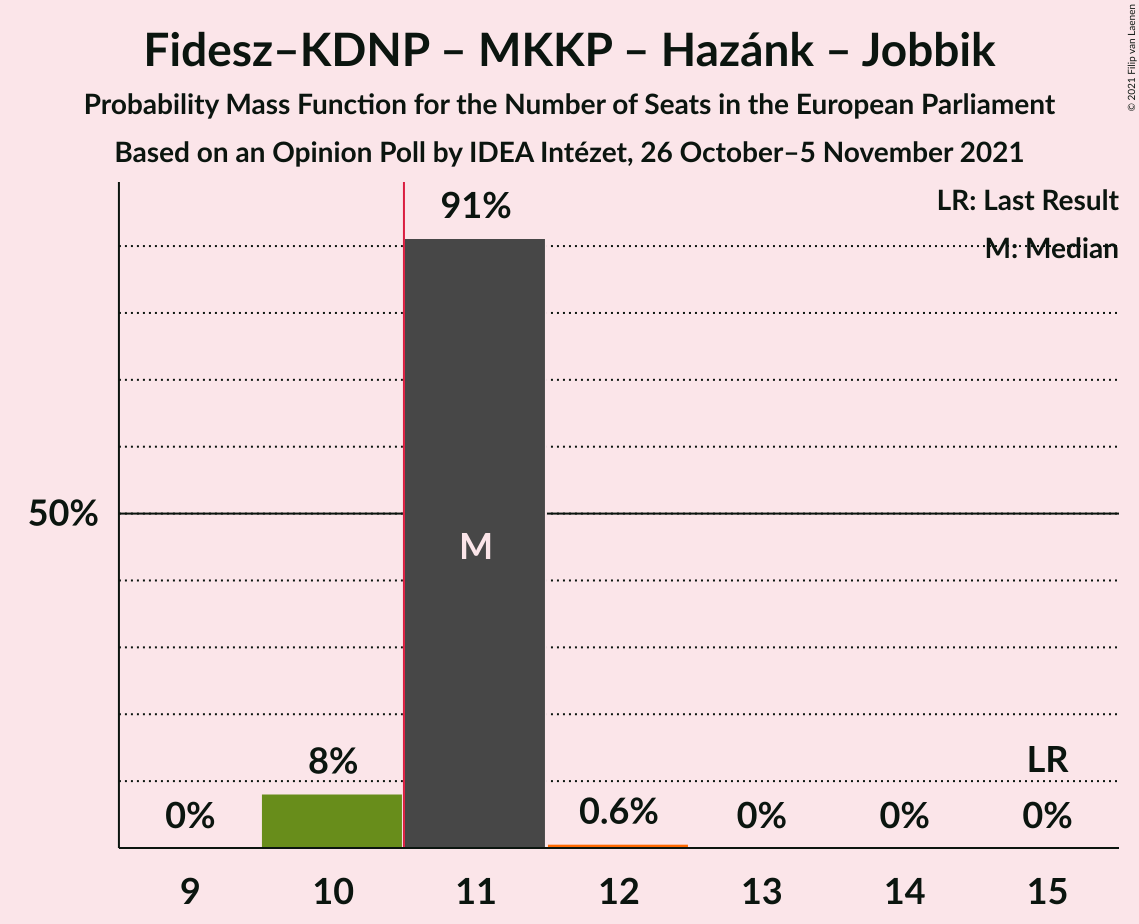 Fidesz–KDNP – MKKP – Hazánk – Jobbik
Probability Mass Function for the Number of Seats in the European Parliament
Based on an Opinion Poll by IDEA Intézet, 26 October–5 November 2021
© 2021 Filip van Laenen
LR: Last Result
M: Median
91%
50%
M
8%
LR
0%
0.6%
0%
0%
0%
9 10 11 12 13 14 15